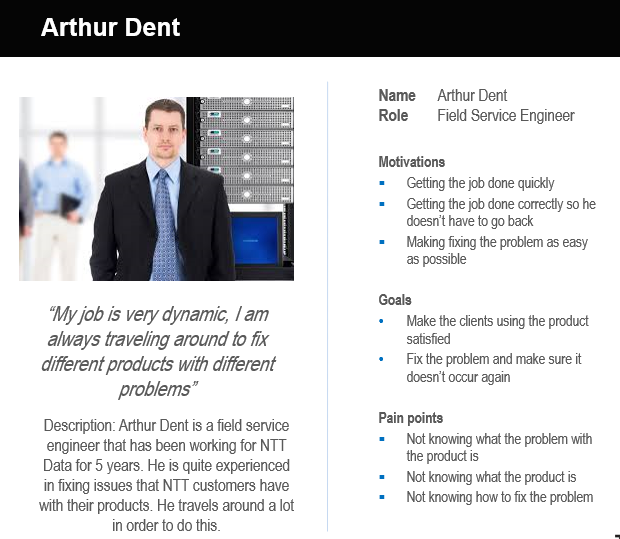 Arthur Dent
“My job is very dynamic, I am
always traveling around to fix
different products with different
problems”
Description: Arthur Dent is a field service
engineer that has been working for NTT
Data for 5 years. He is quite experienced
in fixing issues that NTT customers have
with their products. He travels around a lot
in order to do this.
Name Arthur Dent
Role Field Service Engineer
Motivations
Getting the job done quickly
Getting the job done correctly so he
doesn’t have to go back
Making fixing the problem as easy
as possible
Goals
Make the clients using the product
satisfied
Fix the problem and make sure it
doesn’t occur again
Pain points
Not knowing what the problem with
the product is
Not knowing what the product is
Not knowing how to fix the problem